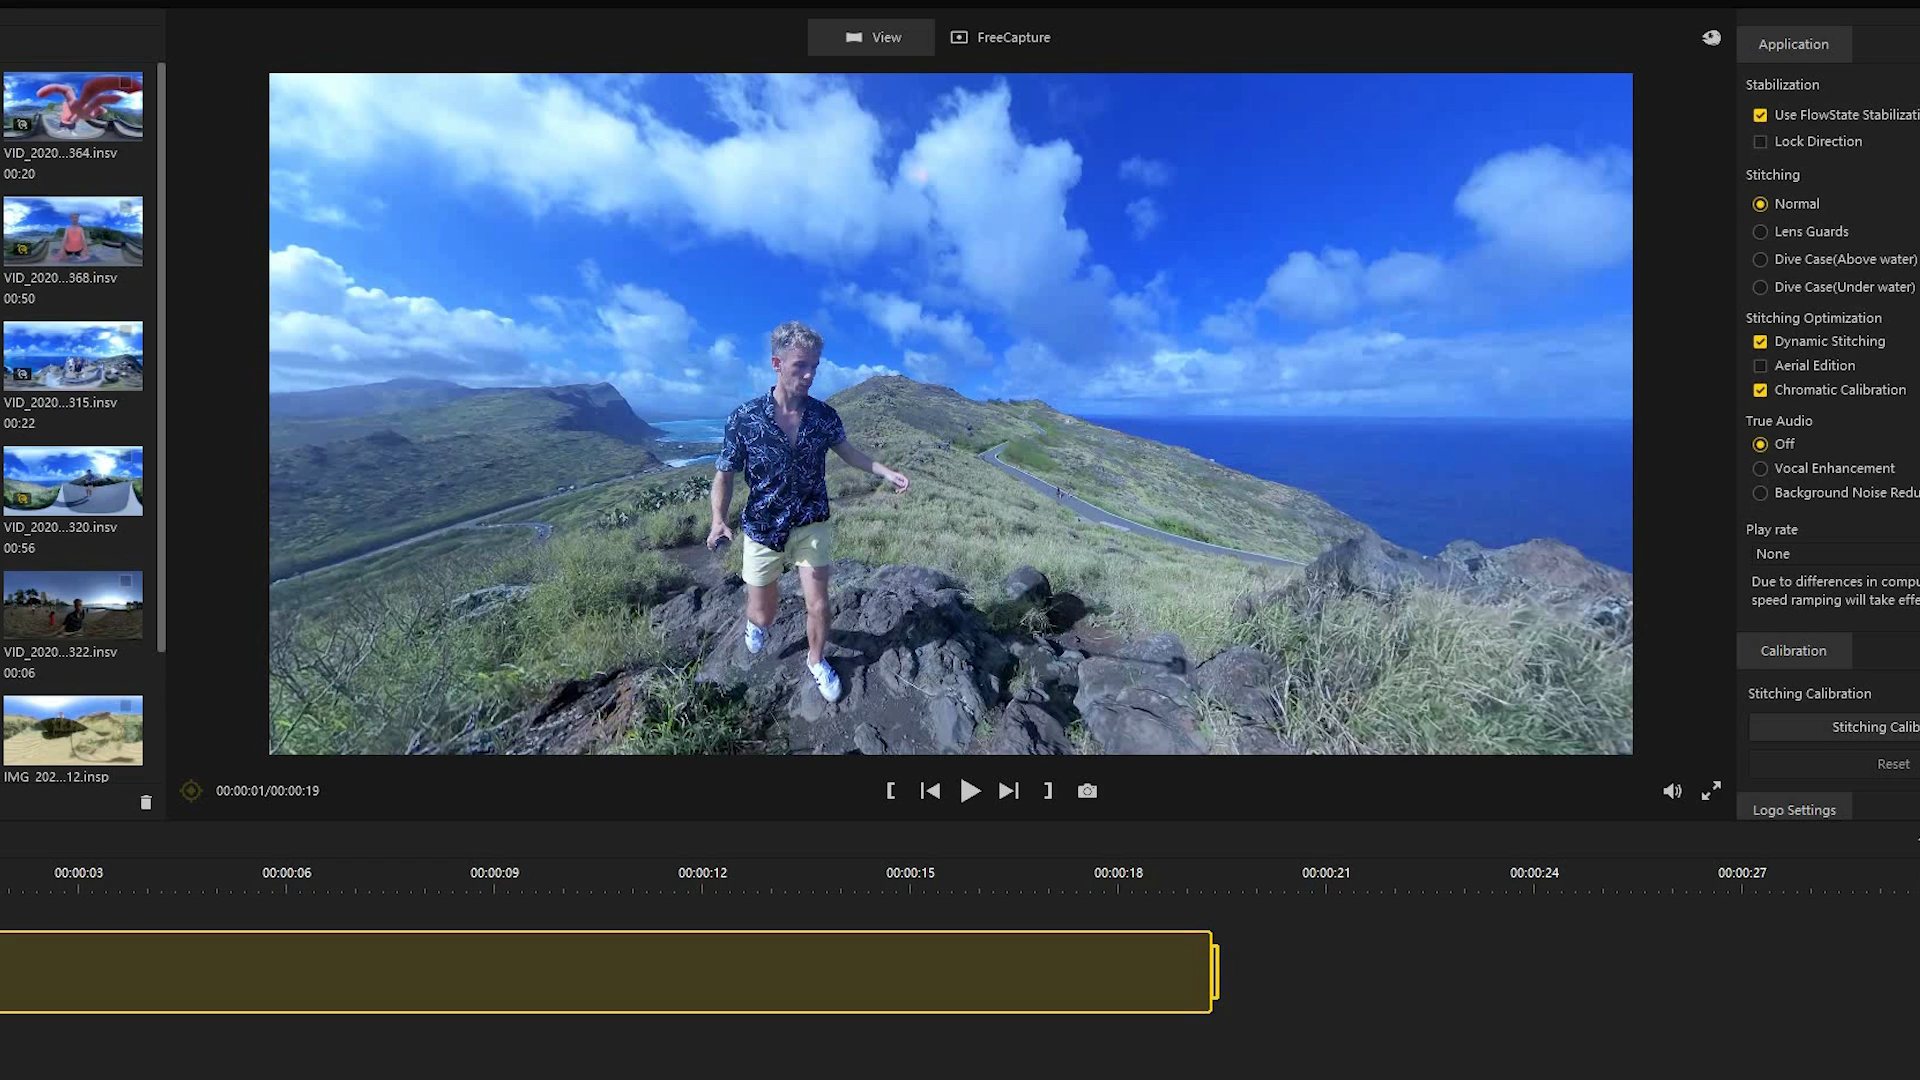 View
FreeCapture
Application
Stabilization
Use FlowState Stabilizati
Lock Direction
Stitching
Normal
Lens Guards
Dive Case(Above water)
Dive Case(Under water)
Stitching Optimization
Dynamic Stitching
Aerial Edition
Chromatic Calibration
True Audio
Off
Vocal Enhancement
Background Noise Redu
Play rate
None
Due to differences in compu
speed ramping will take effe
Calibration
Stitching Calibration
Stitching Calib
Reset
Logo Settings
VID_2020...364.insv
00:20
VID_2020...368.insv
00:50
VID_2020...315.insv
00:22
VID_2020...320.insv
00:56
VID_2020...322.insv
00:06
IMG_202...12.insp
00:00:01/00:00:19
00:00:03
00:00:06
00:00:09
00:00:12
00:00:15
00:00:18
00:00:21
00:00:24
00:00:27